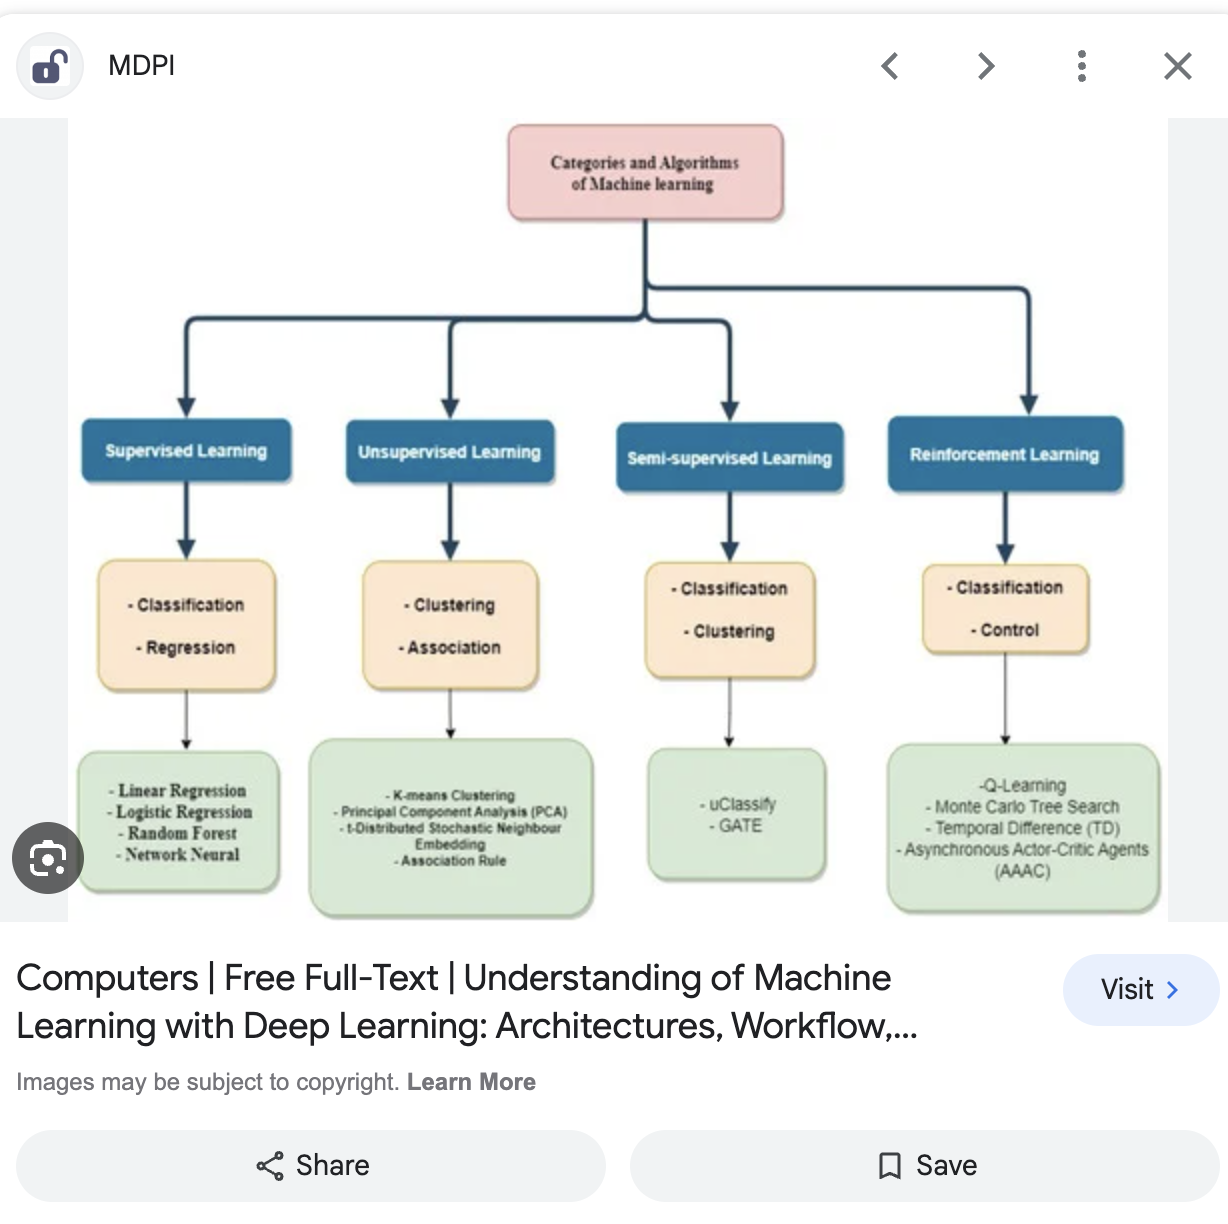 MDPI
Categories and Algorithms
of Machine learning
Supervised Learning
Unsupervised Learning
Semi-supervised Learning
Reinforcement Learning
- Classification
- Regression
- Clustering
- Association
- Classification
- Clustering
- Classification
- Control
- Linear Regression
- Logistic Regression
- Random Forest
- Network Neural
- K-means Clustering
- Principal Component Analysis (PCA)
- t-Distributed Stochastic Neighbour
Embedding
- Association Rule
- uClassify
- GATE
-Q-Learning
- Monte Carlo Tree Search
- Temporal Difference (TD)
- Asynchronous Actor-Critic Agents
(AAAC)
Computers | Free Full-Text | Understanding of Machine
Learning with Deep Learning: Architectures, Workflow,...
Visit
Images may be subject to copyright. Learn More
Share
Save